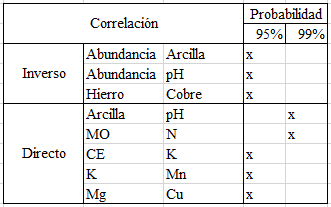 Correlación Probabilidad
95% 99%
Inverso Abundancia Arcilla x
Abundancia pH x
Hierro Cobre x
Directo Arcilla pH x
MO N x
CE K x
K Mn x
Mg Cu x